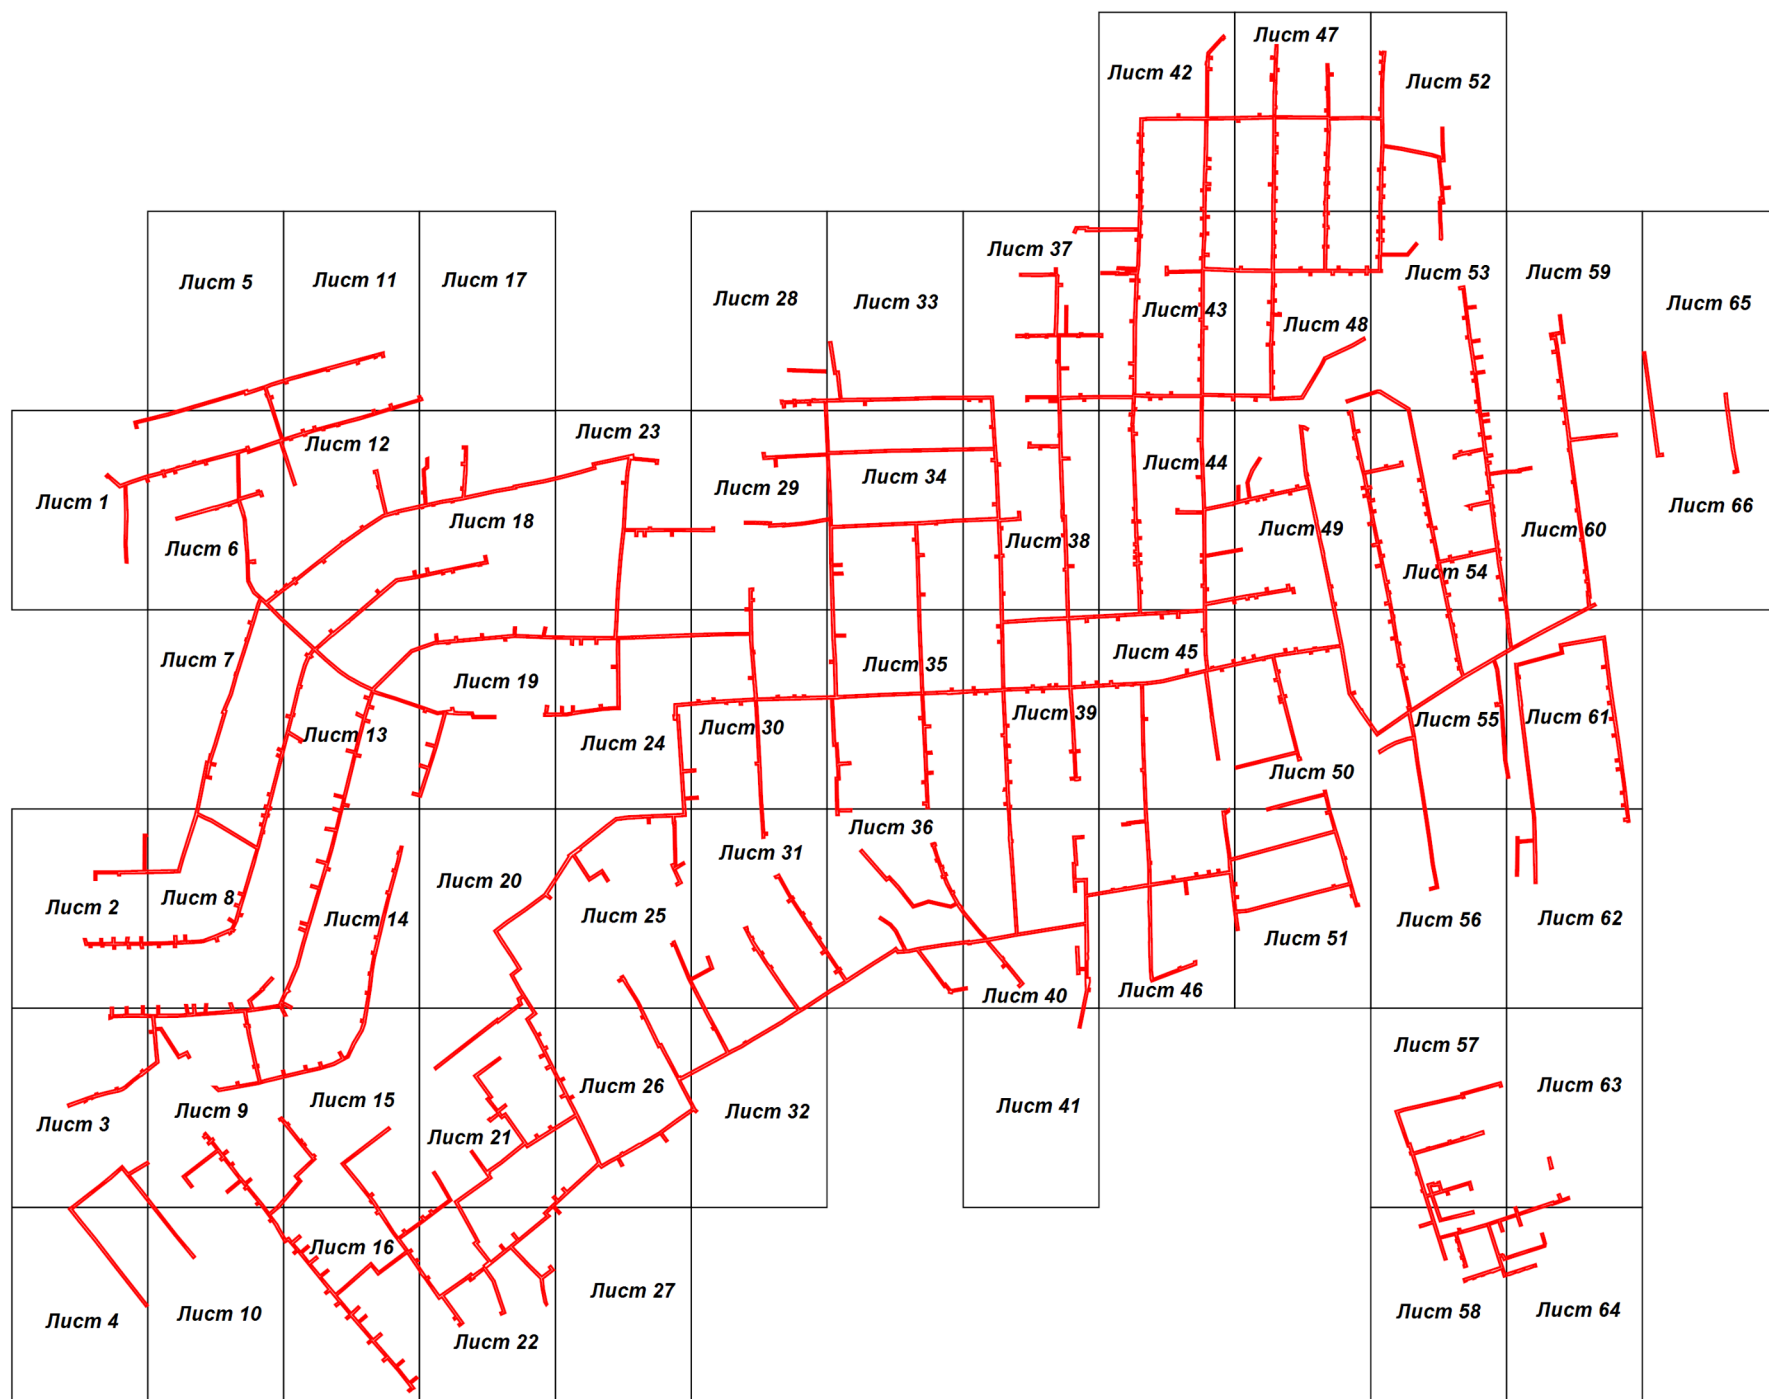 Лист 47
Лист 42
Лист 52
Лист 37
Лист 5
Лист 11
Лист 17
Лист 28
Лист 33
Лист 43
Лист 48
Лист 53
Лист 59
Лист 65
Лист 1
Лист 12
Лист 23
Лист 6
Лист 18
Лист 29
Лист 34
Лист 38
Лист 44
Лист 49
Лист 54
Лист 60
Лист 66
Лист 7
Лист 13
Лист 19
Лист 24
Лист 30
Лист 35
Лист 39
Лист 45
Лист 50
Лист 55
Лист 61
Лист 2
Лист 8
Лист 14
Лист 20
Лист 25
Лист 31
Лист 36
Лист 40
Лист 46
Лист 51
Лист 56
Лист 62
Лист 3
Лист 9
Лист 15
Лист 21
Лист 26
Лист 32
Лист 41
Лист 57
Лист 63
Лист 4
Лист 10
Лист 16
Лист 22
Лист 27
Лист 58
Лист 64